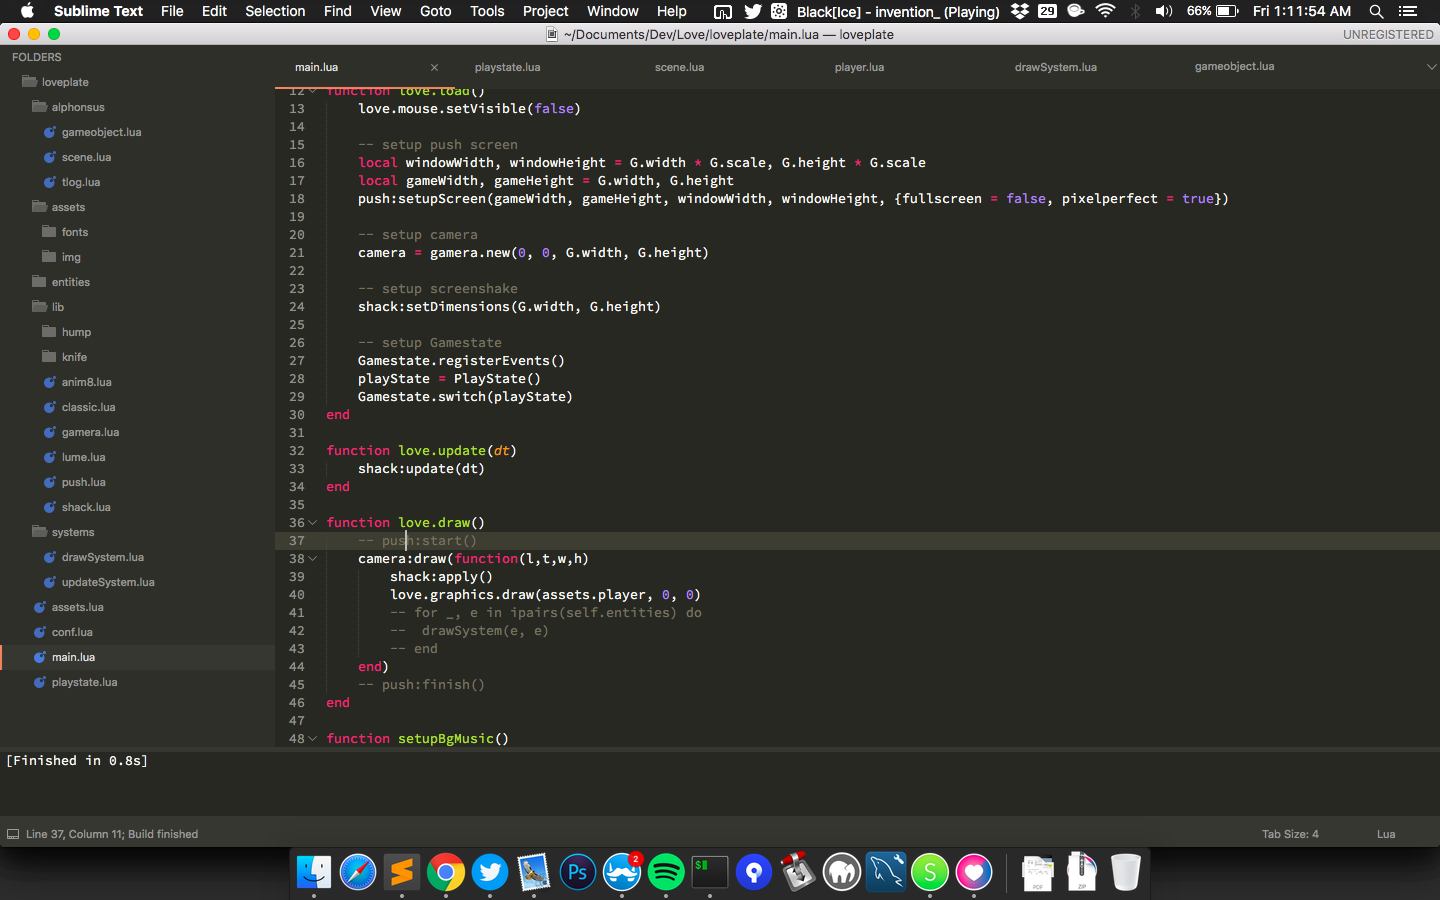 Sublime Text File Edit Selection Find View Goto Tools Project Window Help 29 Black[Ice] - invention_ (Playing) 66% Fri 1:11:54 AM
~/Documents/Dev/Love/loveplate/main.lua — loveplate UNREGISTERED
FOLDERS
loveplate
alphonsus
gameobject.lua
scene.lua
tlog.lua
assets
fonts
img
entities
lib
hump
knife
anim8.lua
classic.lua
gamera.lua
lume.lua
push.lua
shack.lua
systems
drawSystem.lua
updateSystem.lua
assets.lua
conf.lua
main.lua
playstate.lua
main.lua × playstate.lua scene.lua player.lua drawSystem.lua gameobject.lua
12 function love.load()
13 love.mouse.setVisible(false)
14
15 -- setup push screen
16 local windowWidth, windowHeight = G.width * G.scale, G.height * G.scale
17 local gameWidth, gameHeight = G.width, G.height
18 push:setupScreen(gameWidth, gameHeight, windowWidth, windowHeight, {fullscreen = false, pixelperfect = true})
19
20 -- setup camera
21 camera = gamera.new(0, 0, G.width, G.height)
22
23 -- setup screenshake
24 shack:setDimensions(G.width, G.height)
25
26 -- setup Gamestate
27 Gamestate.registerEvents()
28 playState = PlayState()
29 Gamestate.switch(playState)
30 end
31
32 function love.update(dt)
33 shack:update(dt)
34 end
35
36 function love.draw()
37 -- push:start()
38 camera:draw(function(l,t,w,h)
39 shack:apply()
40 love.graphics.draw(assets.player, 0, 0)
41 -- for _, e in ipairs(self.entities) do
42 -- drawSystem(e, e)
43 -- end
44 end)
45 -- push:finish()
46 end
47
48 function setupBgMusic()
[Finished in 0.8s]
Line 37, Column 11; Build finished Tab Size: 4 Lua
Ps 2 $ S PDF ZIP